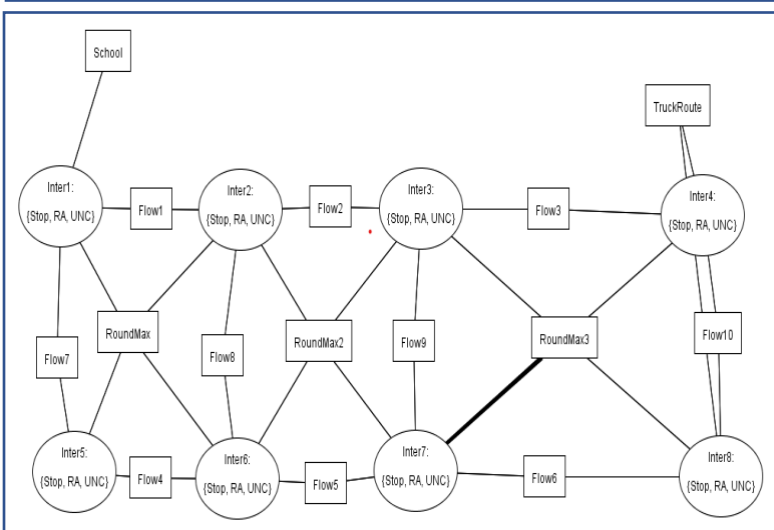 School
TruckRoute
Inter1:
{Stop, RA, UNC}
Flow1
Inter2:
{Stop, RA, UNC}
Flow2
Inter3:
{Stop, RA, UNC}
Flow3
Inter4:
{Stop, RA, UNC}
RoundMax
RoundMax2
RoundMax3
Flow7
Flow8
Flow9
Flow10
Inter5:
{Stop, RA, UNC}
Flow4
Inter6:
{Stop, RA, UNC}
Flow5
Inter7:
{Stop, RA, UNC}
Flow6
Inter8:
{Stop, RA, UNC}